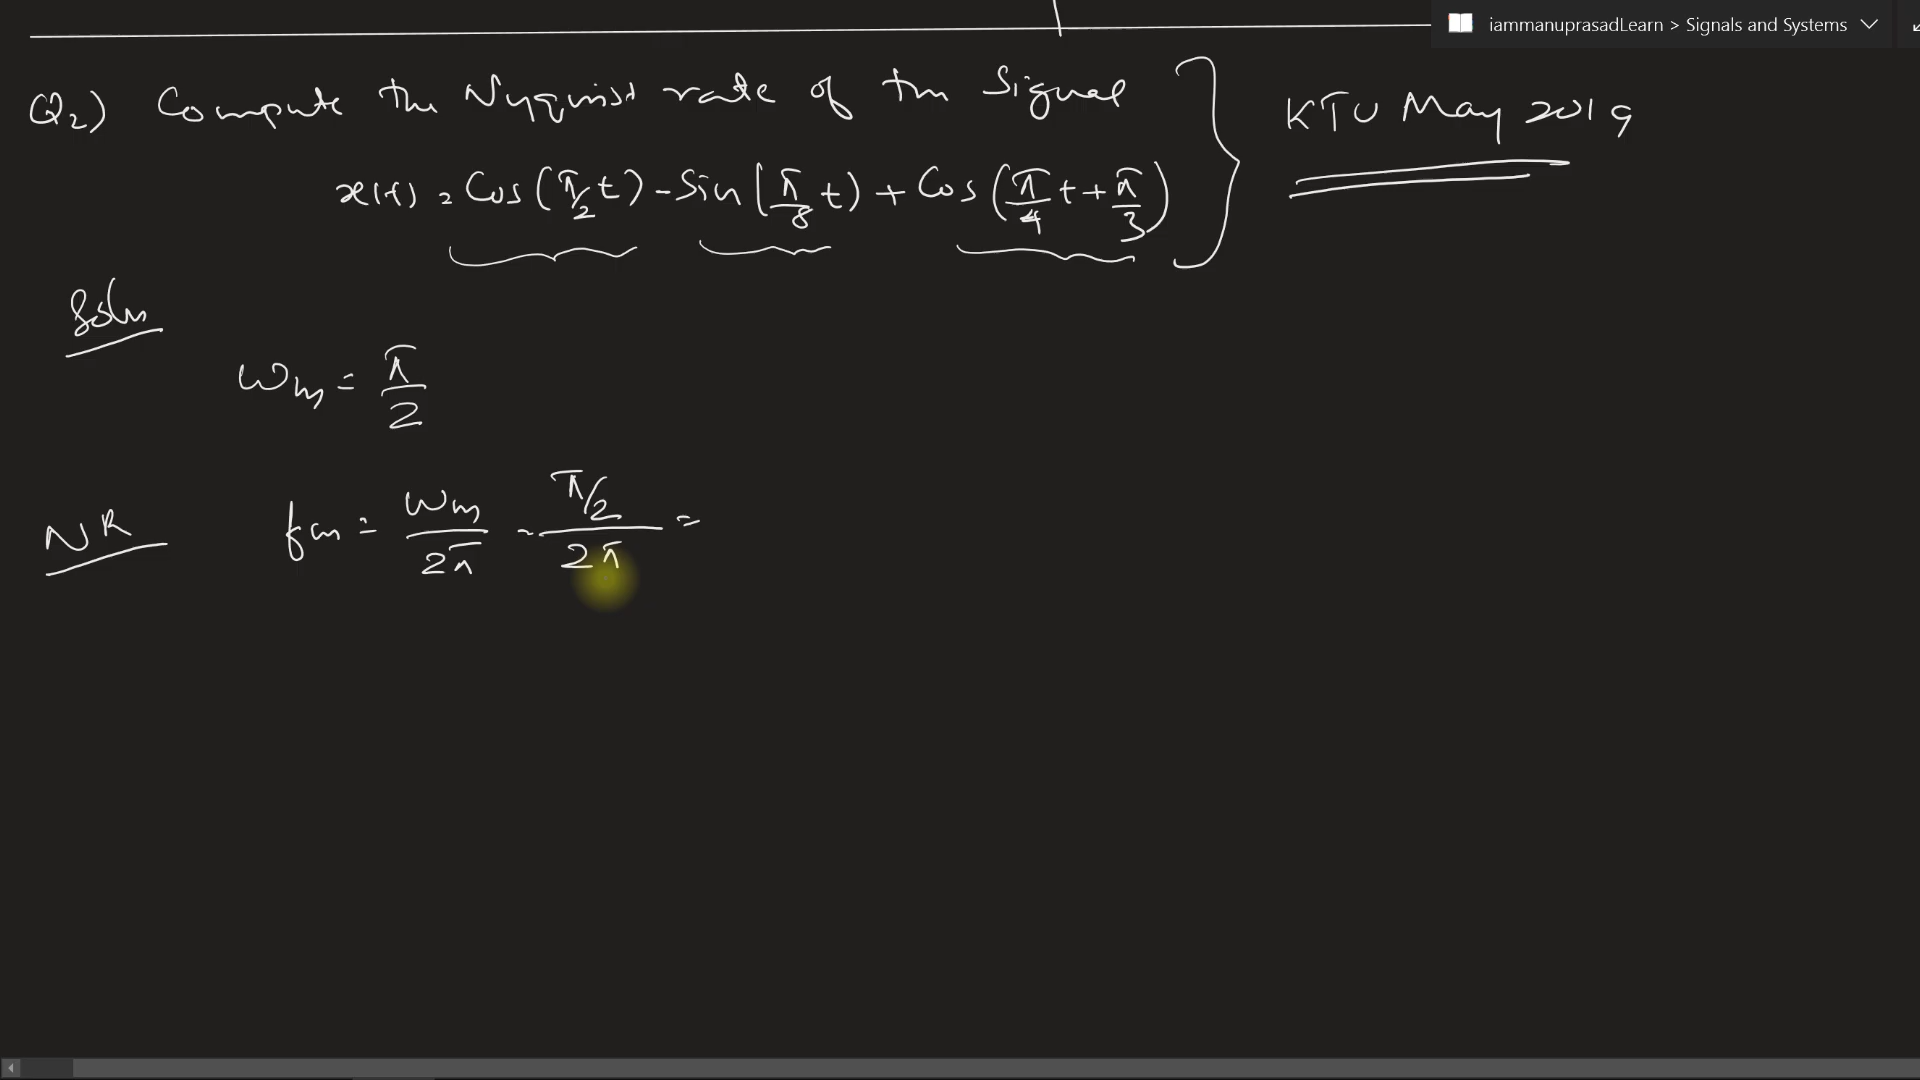 iammanuprasadLearn > Signals and Systems
Q2) Compute the Nyquist rate of the Signal
x(t) = Cos(π/2 t) - Sin(π/8 t) + Cos(π/4 t + π/3)
KTU May 2019
Soln
ωm = π/2
NR fm = ωm/2π = π/2/2π =